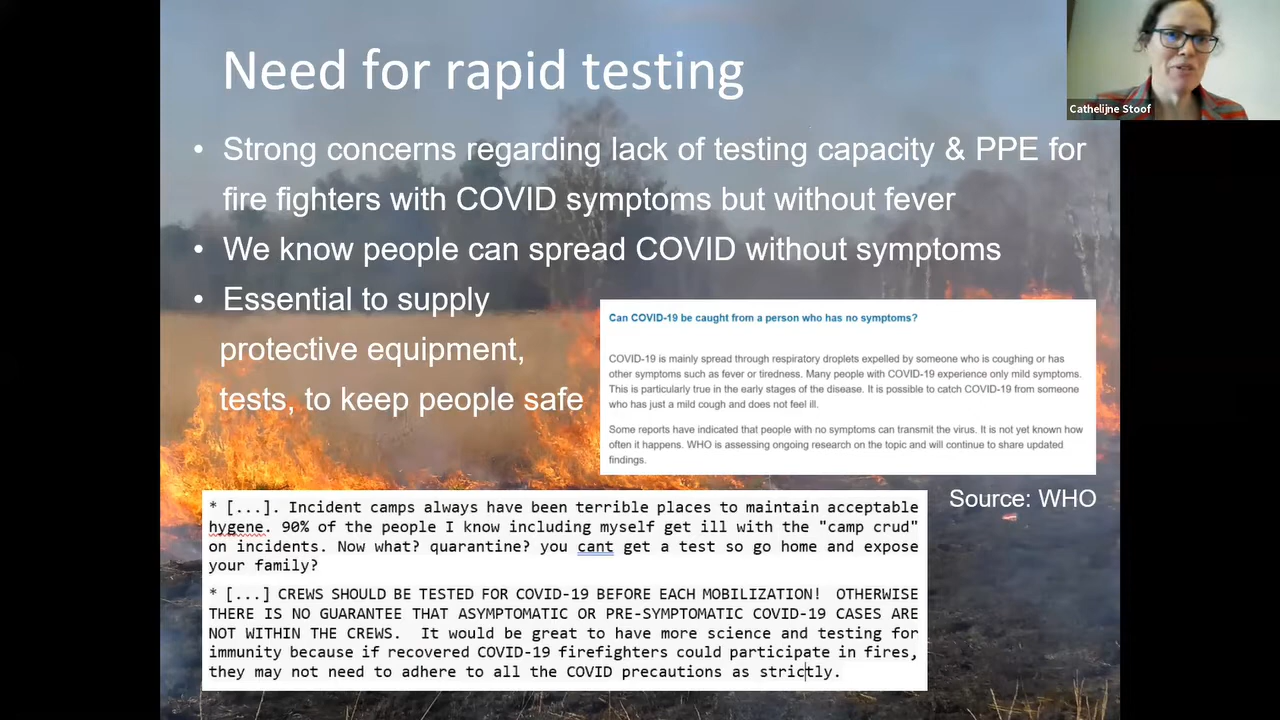 Need for rapid testing
Cathelijne Stoof
• Strong concerns regarding lack of testing capacity & PPE for
fire fighters with COVID symptoms but without fever
• We know people can spread COVID without symptoms
• Essential to supply
protective equipment,
tests, to keep people safe
Can COVID-19 be caught from a person who has no symptoms?
COVID-19 is mainly spread through respiratory droplets expelled by someone who is coughing or has
other symptoms such as fever or tiredness. Many people with COVID-19 experience only mild symptoms.
This is particularly true in the early stages of the disease. It is possible to catch COVID-19 from someone
who has just a mild cough and does not feel ill.
Some reports have indicated that people with no symptoms can transmit the virus. It is not yet known how
often it happens. WHO is assessing ongoing research on the topic and will continue to share updated
findings.
Source: WHO
* [...]. Incident camps always have been terrible places to maintain acceptable
hygene. 90% of the people I know including myself get ill with the "camp crud"
on incidents. Now what? quarantine? you cant get a test so go home and expose
your family?
* [...] CREWS SHOULD BE TESTED FOR COVID-19 BEFORE EACH MOBILIZATION! OTHERWISE
THERE IS NO GUARANTEE THAT ASYMPTOMATIC OR PRE-SYMPTOMATIC COVID-19 CASES ARE
NOT WITHIN THE CREWS. It would be great to have more science and testing for
immunity because if recovered COVID-19 firefighters could participate in fires,
they may not need to adhere to all the COVID precautions as strictly.